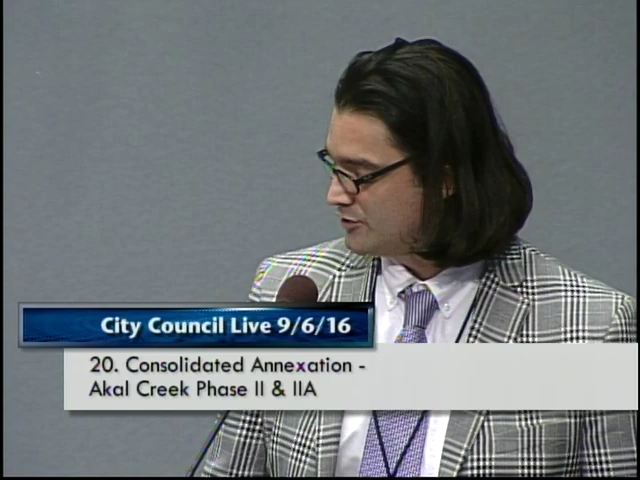 City Council Live 9/6/16
20. Consolidated Annexation -
Akal Creek Phase II & IIA